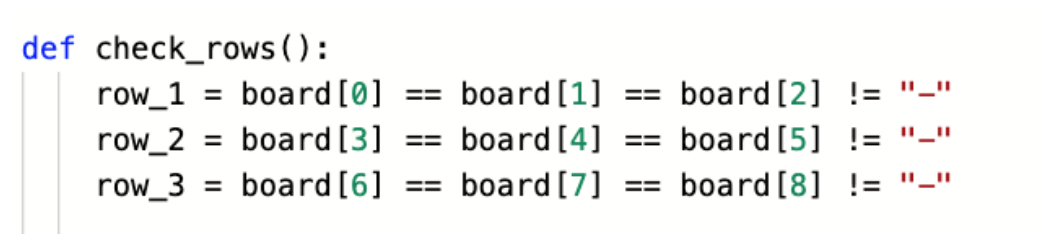 def check_rows():
    row_1 = board[0] == board[1] == board[2] != "-"
    row_2 = board[3] == board[4] == board[5] != "-"
    row_3 = board[6] == board[7] == board[8] != "-"